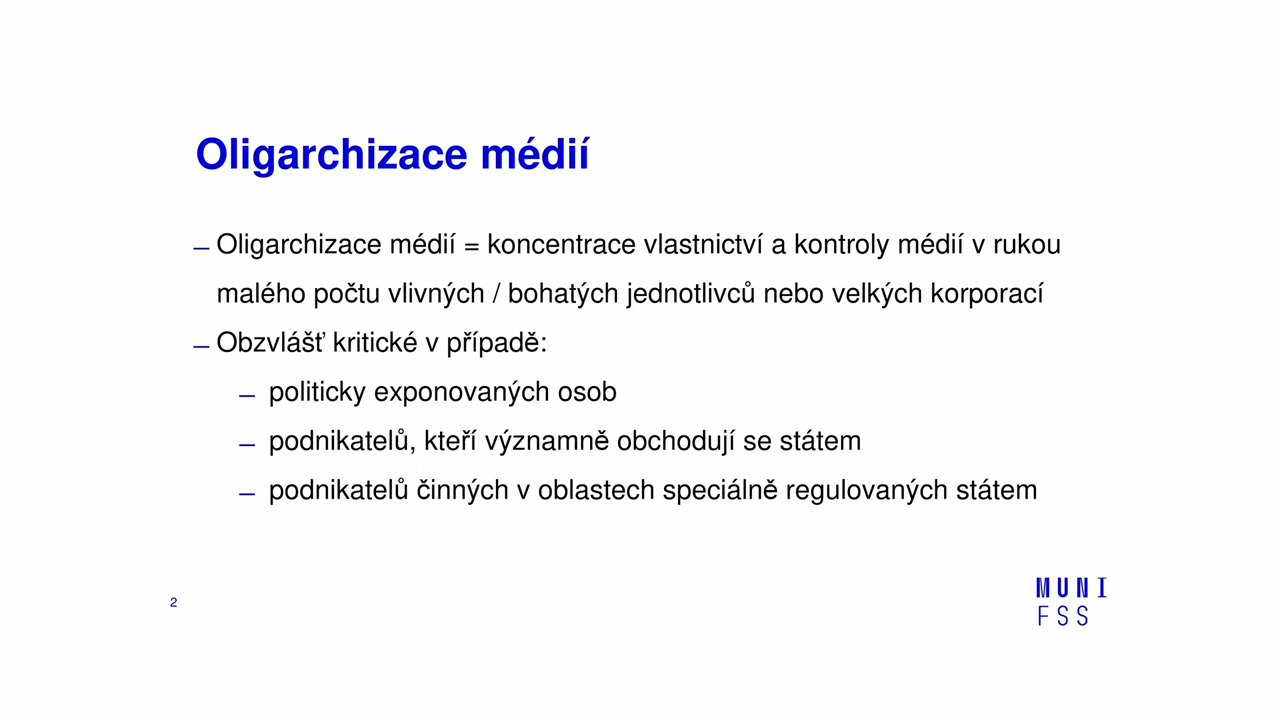 Oligarchizace médií
– Oligarchizace médií = koncentrace vlastnictví a kontroly médií v rukou
malého počtu vlivných / bohatých jednotlivců nebo velkých korporací
– Obzvlášť kritické v případě:
– politicky exponovaných osob
– podnikatelů, kteří významně obchodují se státem
– podnikatelů činných v oblastech speciálně regulovaných státem
2
MUNI
FSS